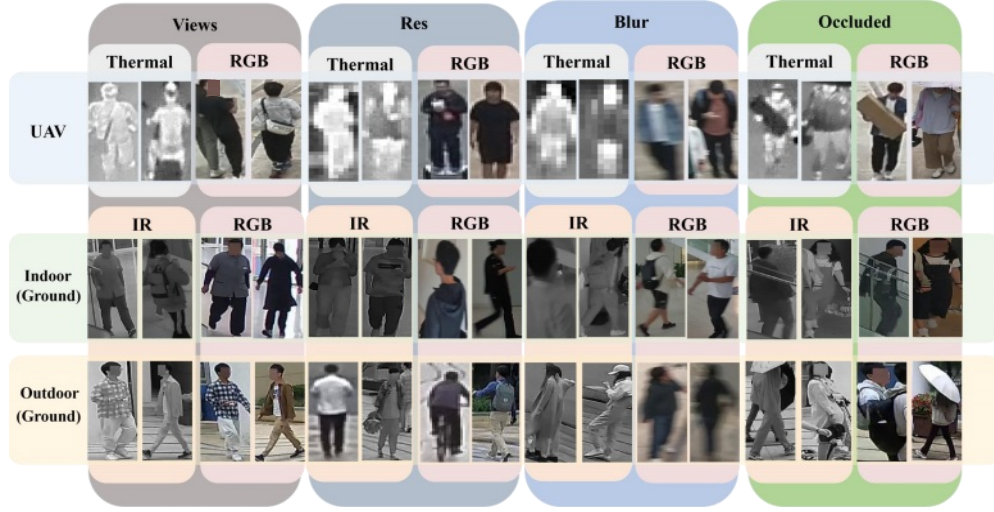 Views Res Blur Occluded
Thermal RGB Thermal RGB Thermal RGB Thermal RGB
UAV
IR RGB IR RGB IR RGB IR RGB
Indoor
(Ground)
Outdoor
(Ground)